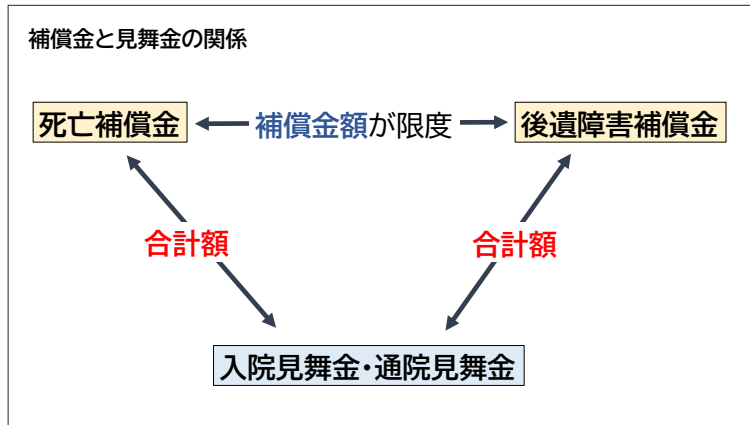 補償金と見舞金の関係
死亡補償金
補償金額が限度
後遺障害補償金
合計額
合計額
入院見舞金・通院見舞金